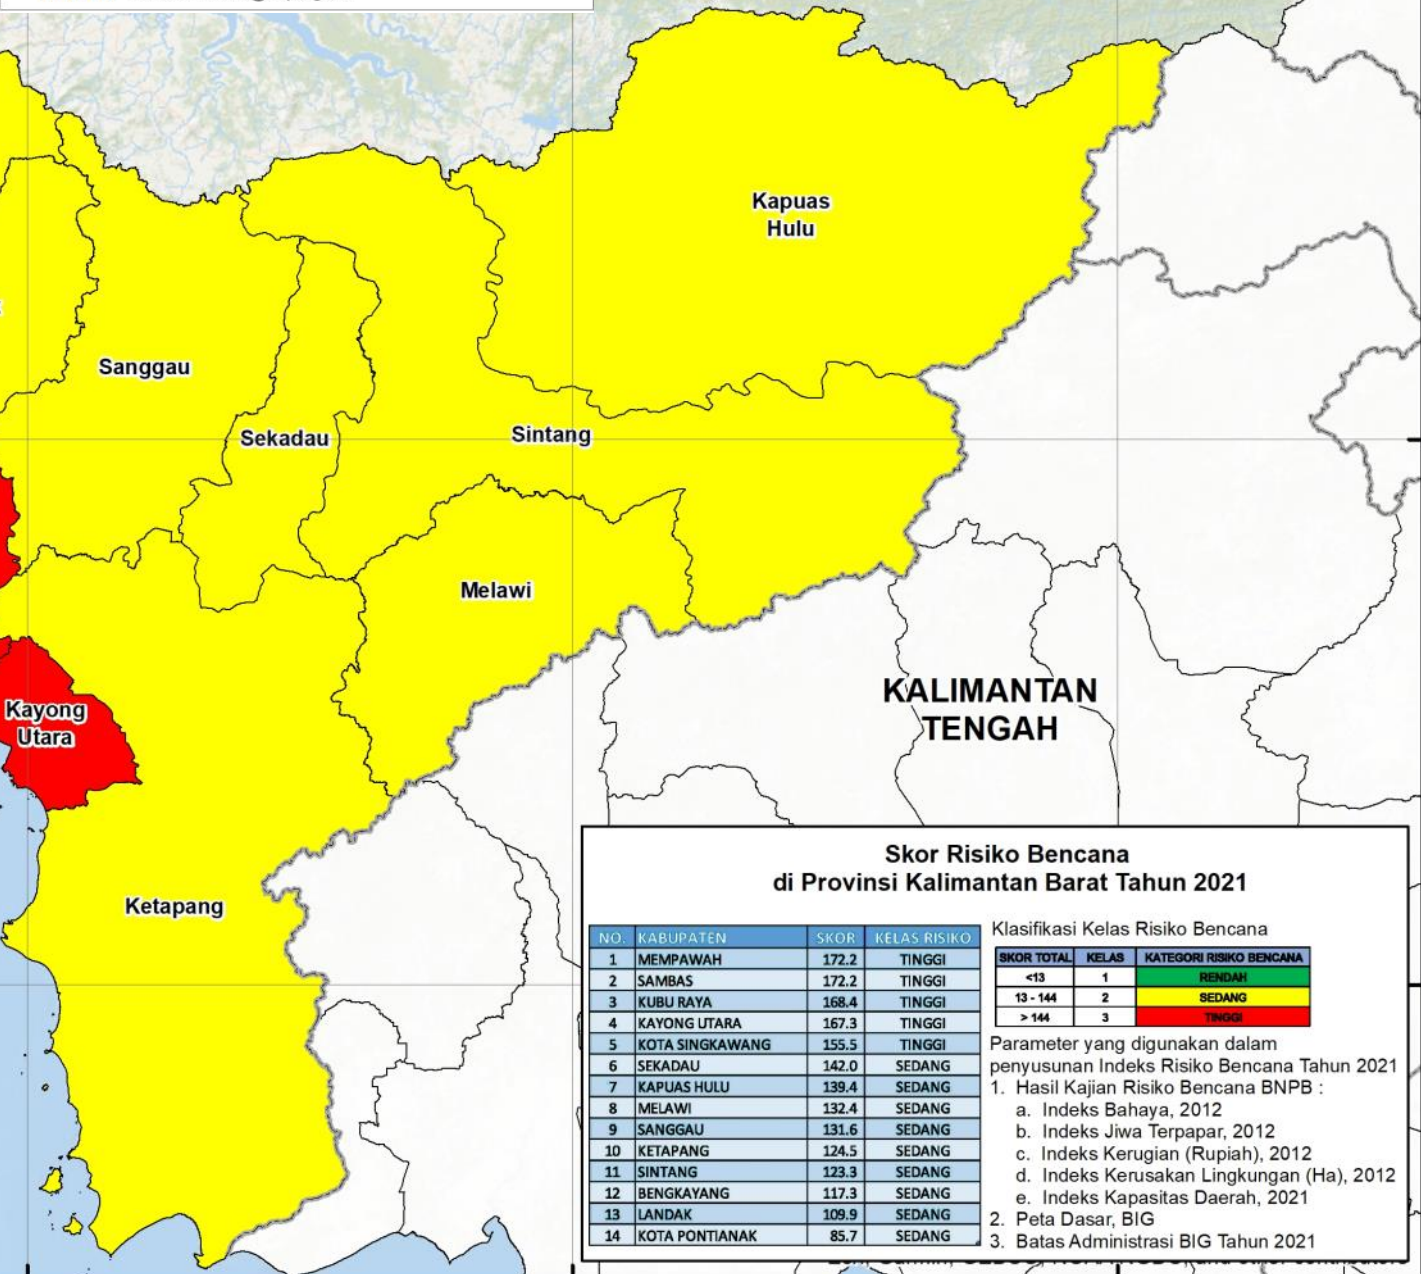 Kapuas
Hulu
Sanggau
Sekadau
Sintang
Melawi
Kayong
Utara
KALIMANTAN
TENGAH
Ketapang
Skor Risiko Bencana
di Provinsi Kalimantan Barat Tahun 2021
NO. KABUPATEN SKOR KELAS RISIKO
1 MEMPAWAH 172.2 TINGGI
2 SAMBAS 172.2 TINGGI
3 KUBU RAYA 168.4 TINGGI
4 KAYONG UTARA 167.3 TINGGI
5 KOTA SINGKAWANG 155.5 TINGGI
6 SEKADAU 142.0 SEDANG
7 KAPUAS HULU 139.4 SEDANG
8 MELAWI 132.4 SEDANG
9 SANGGAU 131.6 SEDANG
10 KETAPANG 124.5 SEDANG
11 SINTANG 123.3 SEDANG
12 BENGKAYANG 117.3 SEDANG
13 LANDAK 109.9 SEDANG
14 KOTA PONTIANAK 85.7 SEDANG
Klasifikasi Kelas Risiko Bencana
SKOR TOTAL KELAS KATEGORI RISIKO BENCANA
<13 1 RENDAH
13 - 144 2 SEDANG
> 144 3 TINGGI
Parameter yang digunakan dalam
penyusunan Indeks Risiko Bencana Tahun 2021
1. Hasil Kajian Risiko Bencana BNPB :
a. Indeks Bahaya, 2012
b. Indeks Jiwa Terpapar, 2012
c. Indeks Kerugian (Rupiah), 2012
d. Indeks Kerusakan Lingkungan (Ha), 2012
e. Indeks Kapasitas Daerah, 2021
2. Peta Dasar, BIG
3. Batas Administrasi BIG Tahun 2021